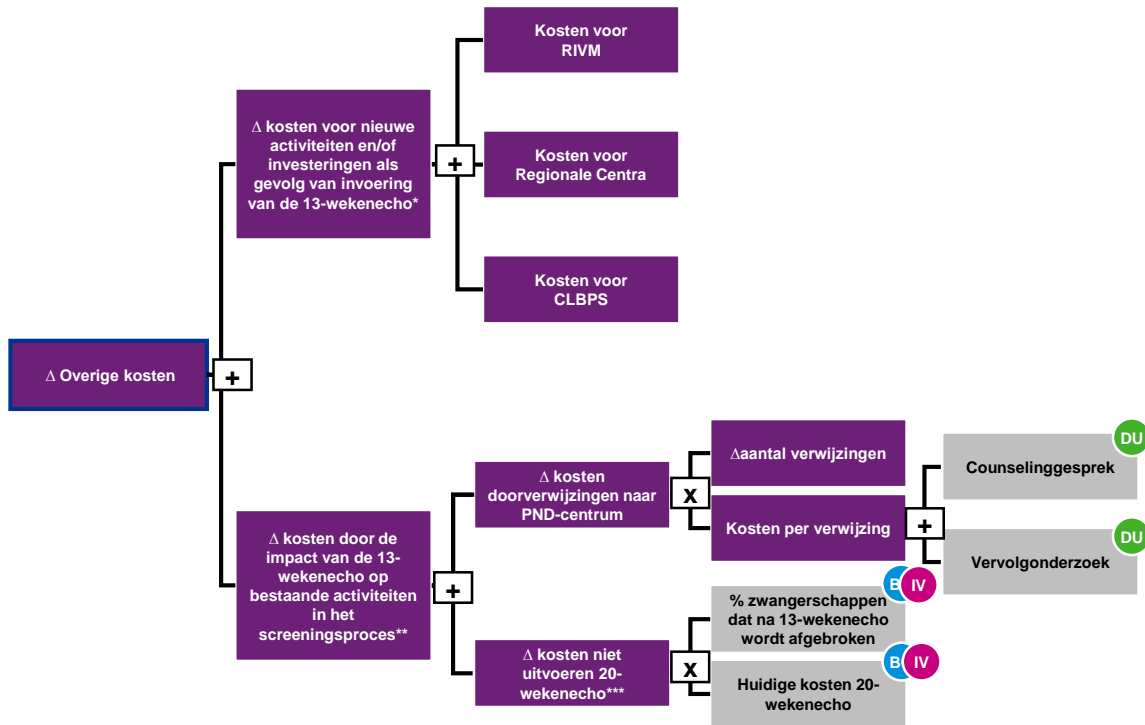 Kosten voor
RIVM
Δ kosten voor nieuwe
activiteiten en/of
investeringen als
gevolg van invoering
van de 13-wekenecho*
+
Kosten voor
Regionale Centra
Kosten voor
CLBPS
Δ Overige kosten
+
Δ kosten door de
impact van de 13-
wekenecho op
bestaande activiteiten
in het
screeningsproces**
+
Δ kosten
doorverwijzingen naar
PND-centrum
x
Δaantal verwijzingen
Kosten per verwijzing
+
Counselinggesprek
DU
Vervolgonderzoek
DU
Δ kosten niet
uitvoeren 20-
wekenecho***
x
% zwangerschappen
dat na 13-wekenecho
wordt afgebroken
B IV
Huidige kosten 20-
wekenecho
B IV